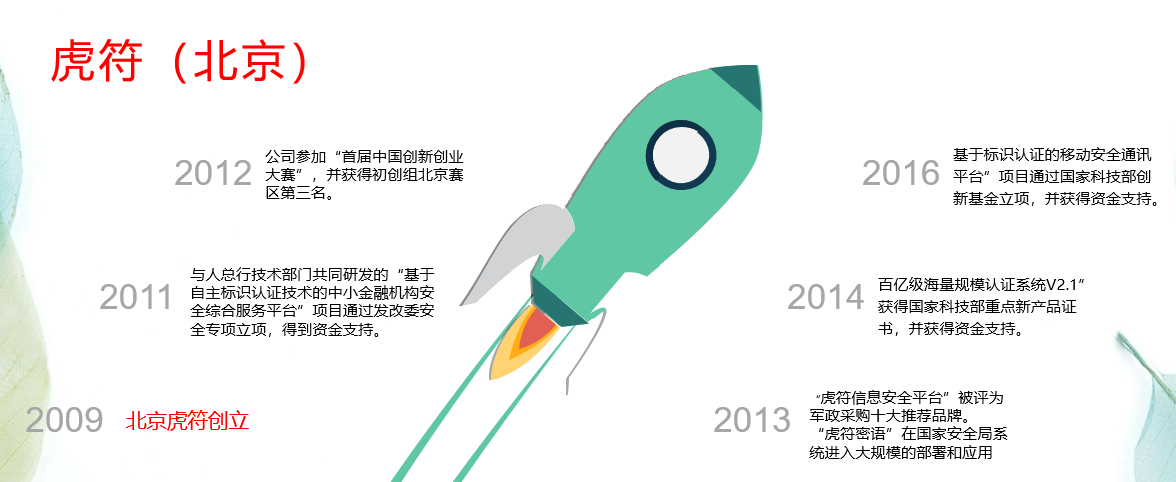 虎符（北京）
2012
公司参加“首届中国创新创业
大赛”，并获得初创组北京赛
区第三名。
2011
与人总行技术部门共同研发的“基于
自主标识认证技术的中小金融机构安
全综合服务平台”项目通过发改委安
全专项立项，得到资金支持。
2009
北京虎符创立
2016
基于标识认证的移动安全通讯
平台”项目通过国家科技部创
新基金立项，并获得资金支持。
2014
百亿级海量规模认证系统V2.1”
获得国家科技部重点新产品证
书，并获得资金支持。
2013
“虎符信息安全平台”被评为
军政采购十大推荐品牌。
“虎符密语”在国家安全局系
统进入大规模的部署和应用